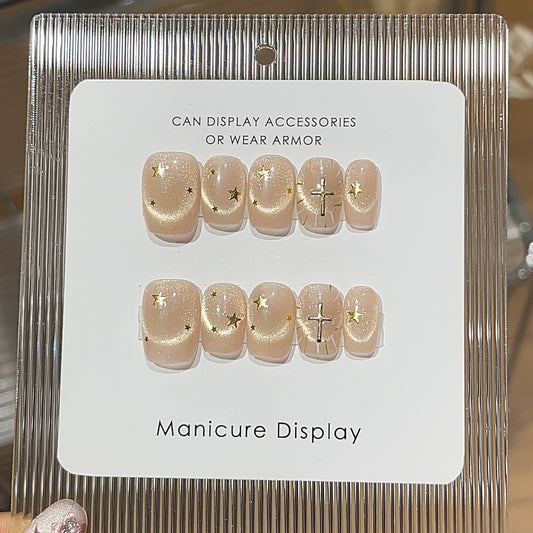 CAN DISPLAY ACCESSORIES
OR WEAR ARMOR
Manicure Display